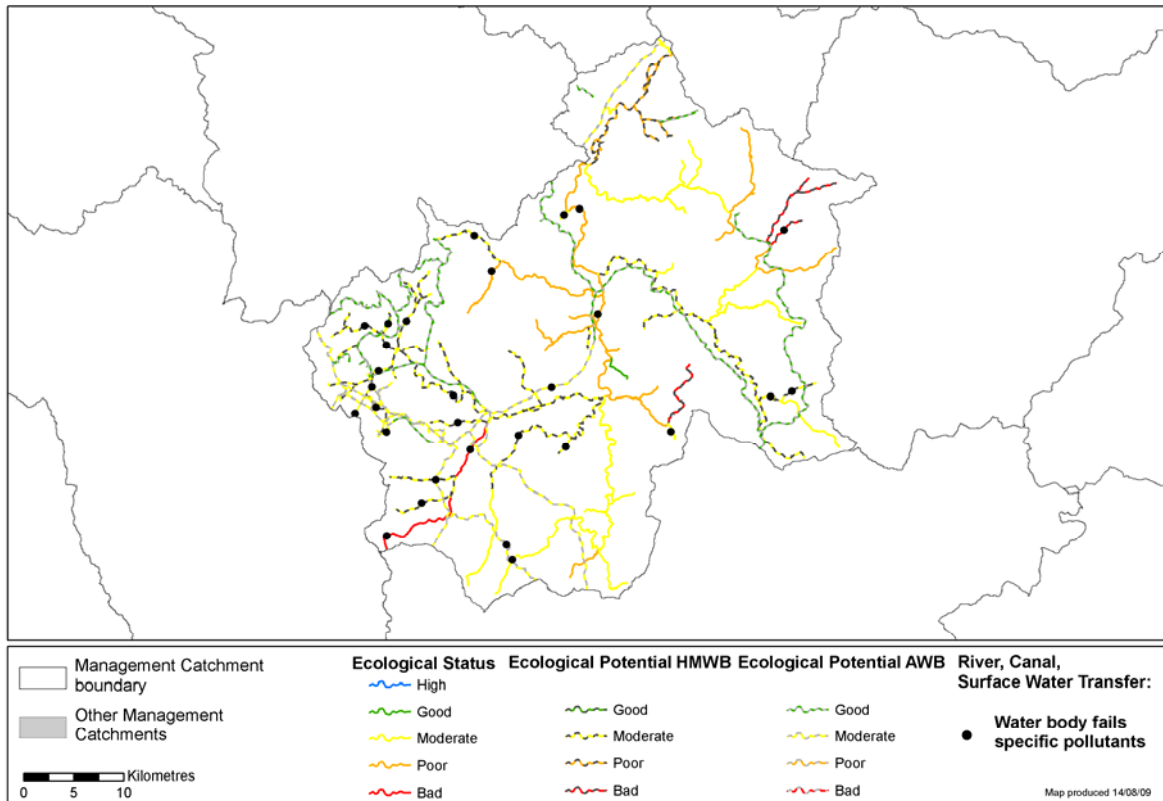 Management Catchment
boundary
Other Management
Catchments
Kilometres
0 5 10
Ecological Status
High
Good
Moderate
Poor
Bad
Ecological Potential HMWB
Good
Moderate
Poor
Bad
Ecological Potential AWB
Good
Moderate
Poor
Bad
River, Canal,
Surface Water Transfer:
Water body fails
specific pollutants
Map produced 14/08/09